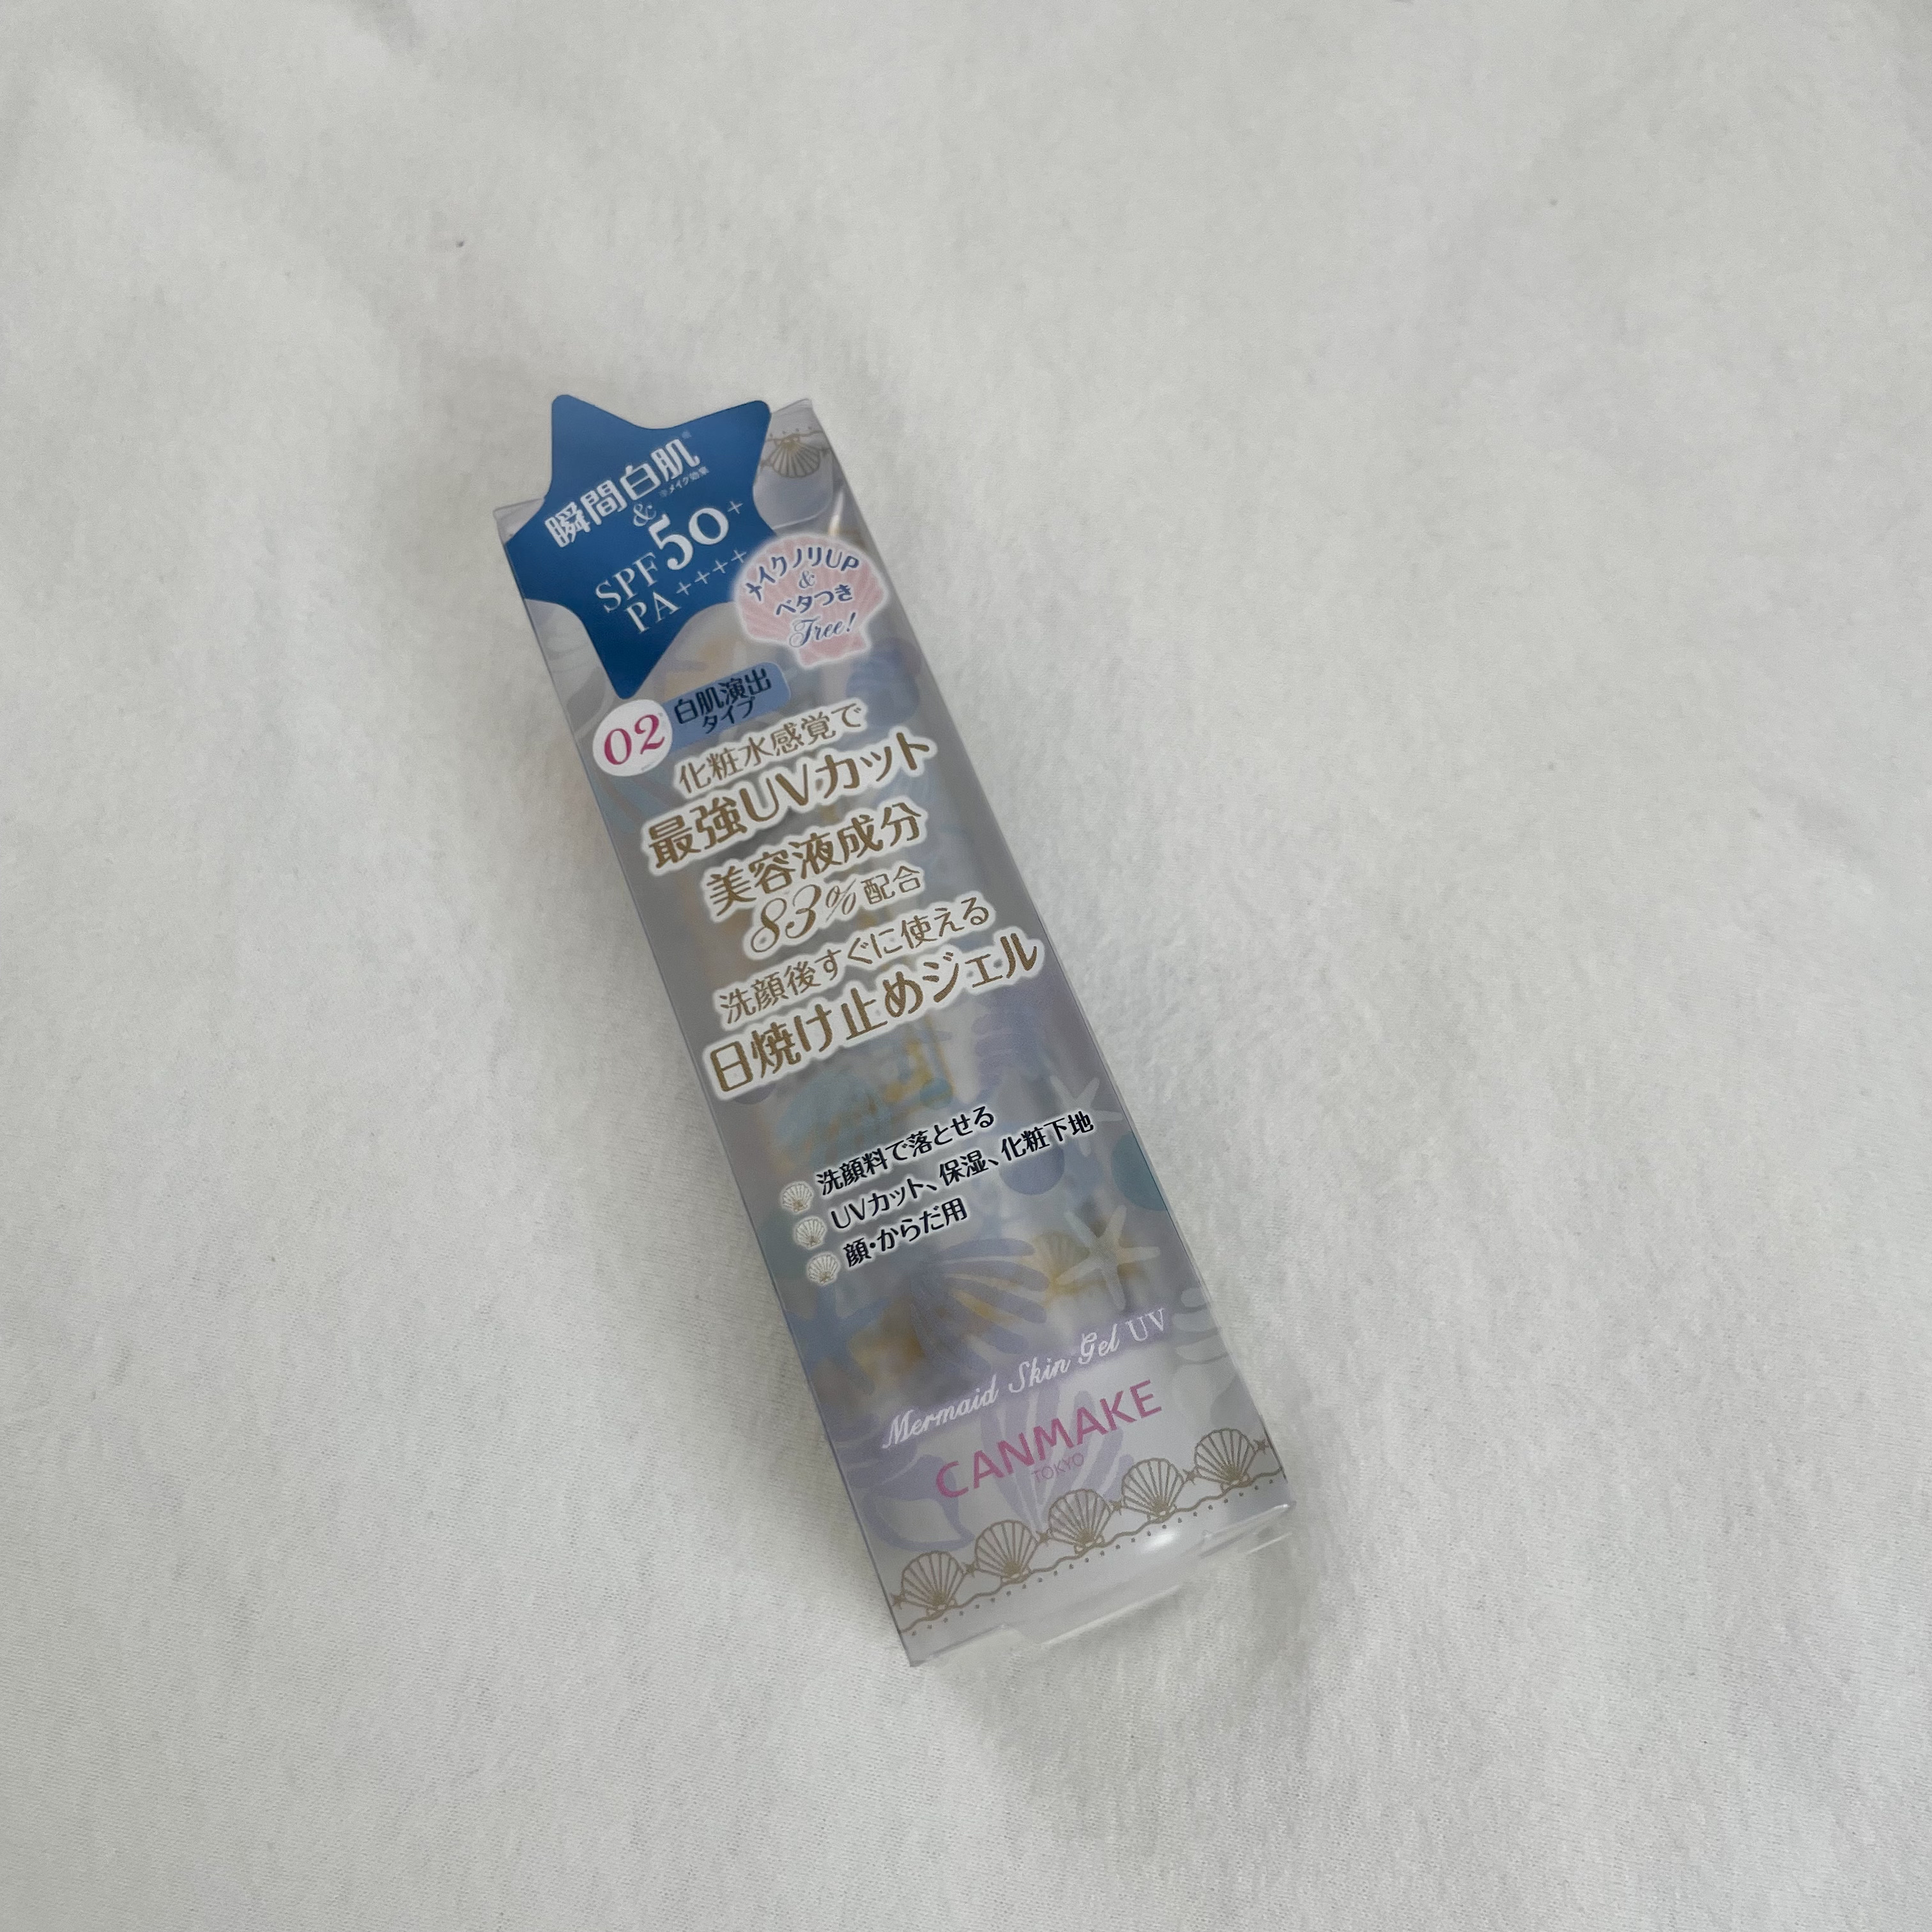 瞬間白肌※
※メイク効果
&
SPF50+
PA++++
メイクノリUP
&
ベタつき
Free!
02
白肌演出
タイプ
化粧水感覚で
最強UVカット
美容液成分
83%配合
洗顔後すぐに使える
日焼け止めジェル
洗顔料で落とせる
UVカット、保湿、化粧下地
顔・からだ用
Mermaid Skin Gel UV
CANMAKE
TOKYO